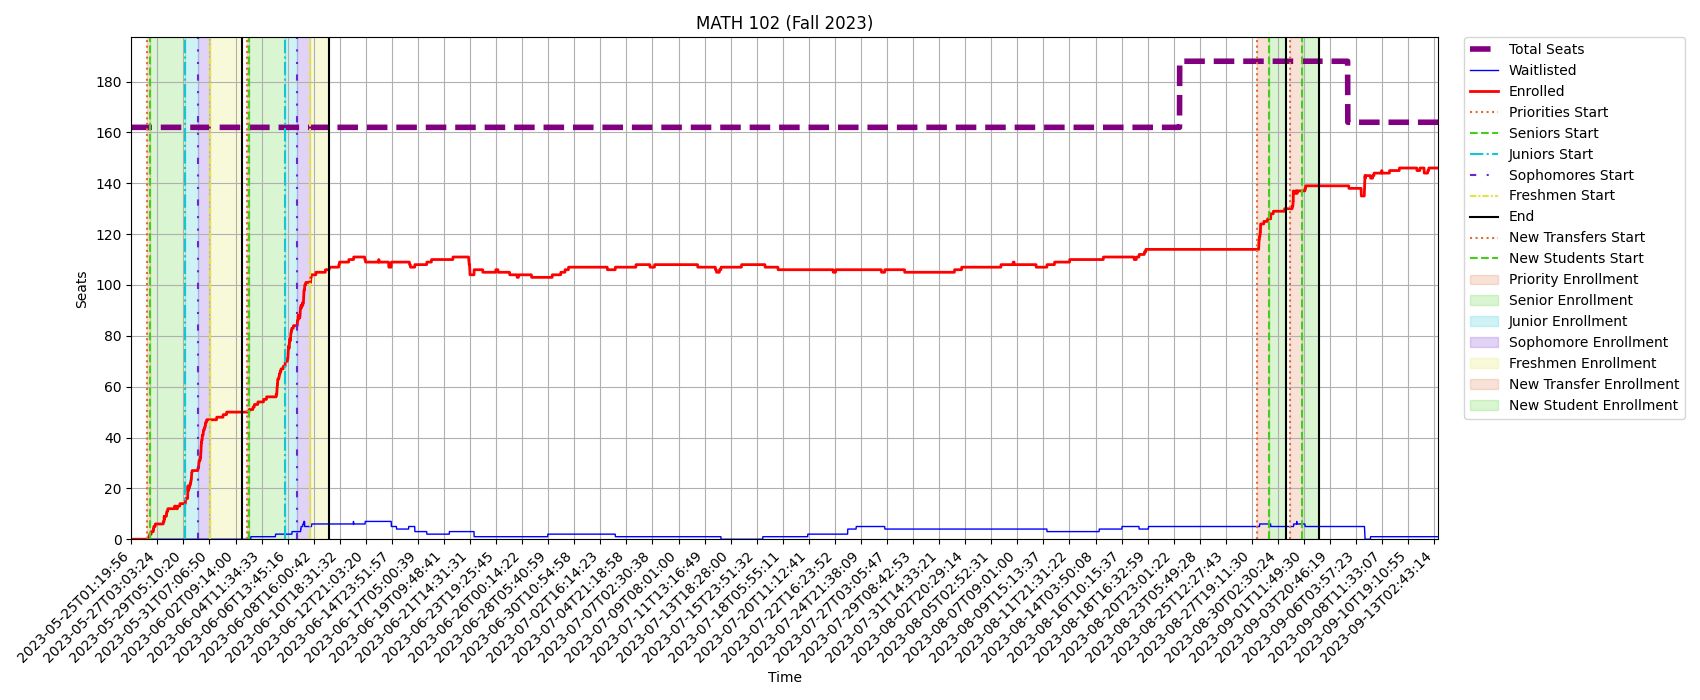 MATH 102 (Fall 2023)
Seats
180
160
140
120
100
80
60
40
20
0
2023-05-25T01:19:56
2023-05-27T03:03:24
2023-05-29T05:10:20
2023-05-31T07:06:50
2023-06-02T09:14:00
2023-06-04T11:34:33
2023-06-06T13:45:16
2023-06-08T16:00:42
2023-06-10T18:31:32
2023-06-12T21:03:20
2023-06-14T23:51:57
2023-06-17T05:00:39
2023-06-19T09:48:41
2023-06-21T14:31:31
2023-06-23T19:25:45
2023-06-26T00:14:22
2023-06-28T05:40:59
2023-06-30T10:54:58
2023-07-02T16:14:23
2023-07-04T21:18:58
2023-07-07T02:30:38
2023-07-09T08:01:00
2023-07-11T13:16:49
2023-07-13T18:28:00
2023-07-15T23:51:32
2023-07-18T05:55:11
2023-07-20T11:12:41
2023-07-22T16:23:52
2023-07-24T21:38:09
2023-07-27T03:05:47
2023-07-29T08:42:53
2023-07-31T14:33:21
2023-08-02T20:29:14
2023-08-05T02:52:31
2023-08-07T09:01:00
2023-08-09T15:13:37
2023-08-11T21:31:22
2023-08-14T03:50:08
2023-08-16T10:15:37
2023-08-18T16:32:59
2023-08-20T23:01:22
2023-08-23T05:49:28
2023-08-25T12:27:43
2023-08-27T19:11:30
2023-08-30T02:30:24
2023-09-01T11:49:30
2023-09-03T20:46:19
2023-09-06T03:57:23
2023-09-08T11:33:07
2023-09-10T19:10:55
2023-09-13T02:43:14
Time
Total Seats
Waitlisted
Enrolled
Priorities Start
Seniors Start
Juniors Start
Sophomores Start
Freshmen Start
End
New Transfers Start
New Students Start
Priority Enrollment
Senior Enrollment
Junior Enrollment
Sophomore Enrollment
Freshmen Enrollment
New Transfer Enrollment
New Student Enrollment